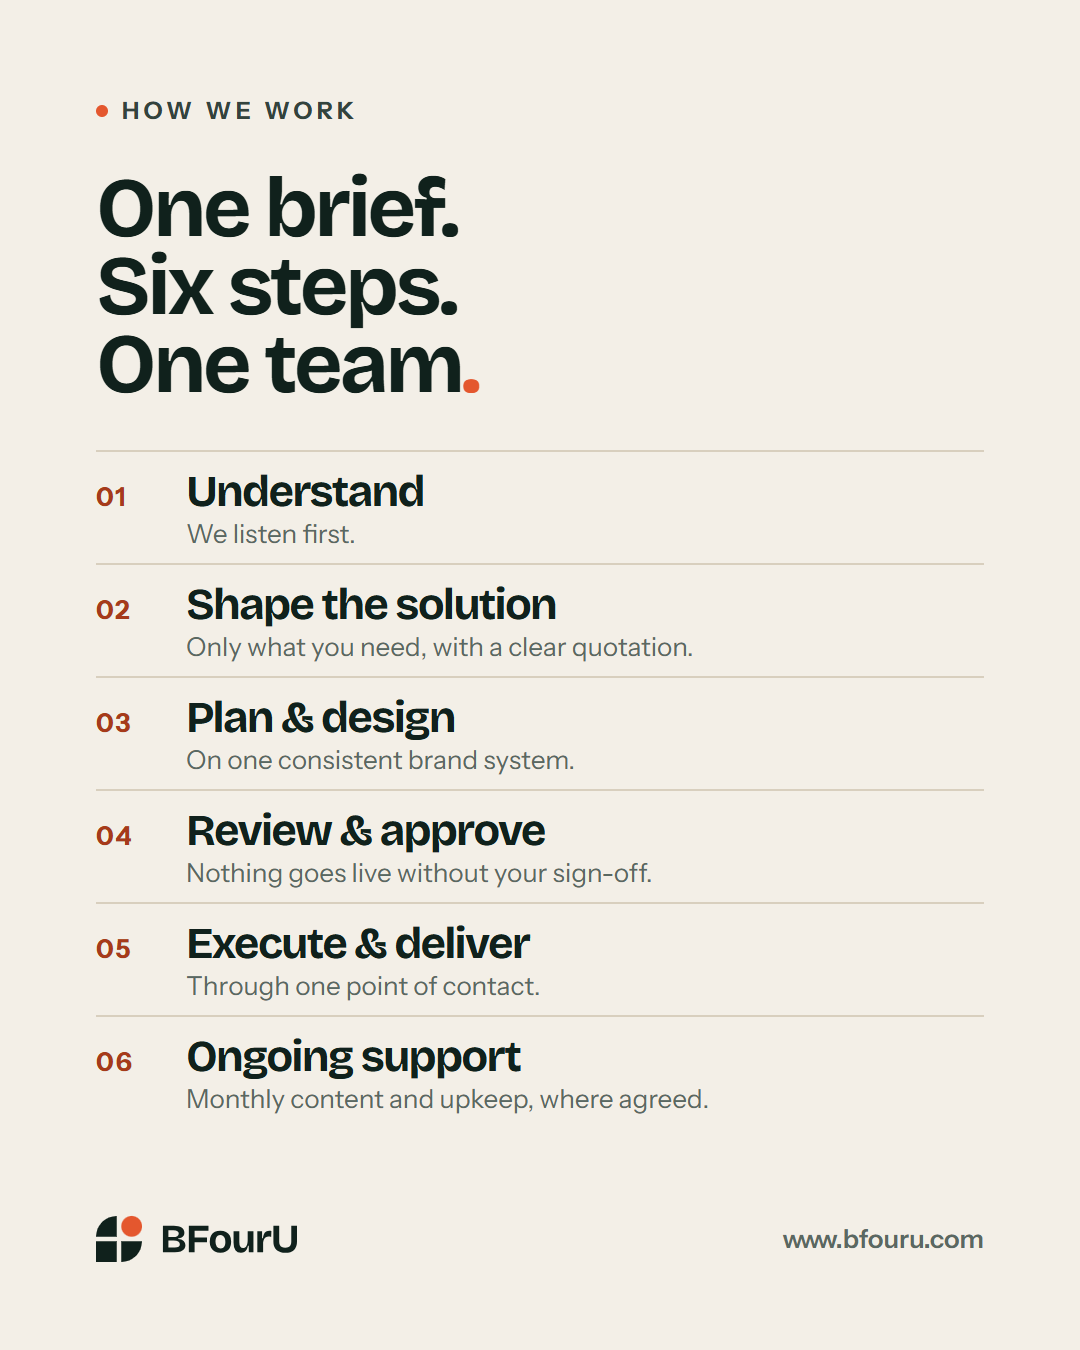 HOW WE WORK
One brief.
Six steps.
One team.
01
Understand
We listen first.
02
Shape the solution
Only what you need, with a clear quotation.
03
Plan & design
On one consistent brand system.
04
Review & approve
Nothing goes live without your sign-off.
05
Execute & deliver
Through one point of contact.
06
Ongoing support
Monthly content and upkeep, where agreed.
BFourU
www.bfouru.com